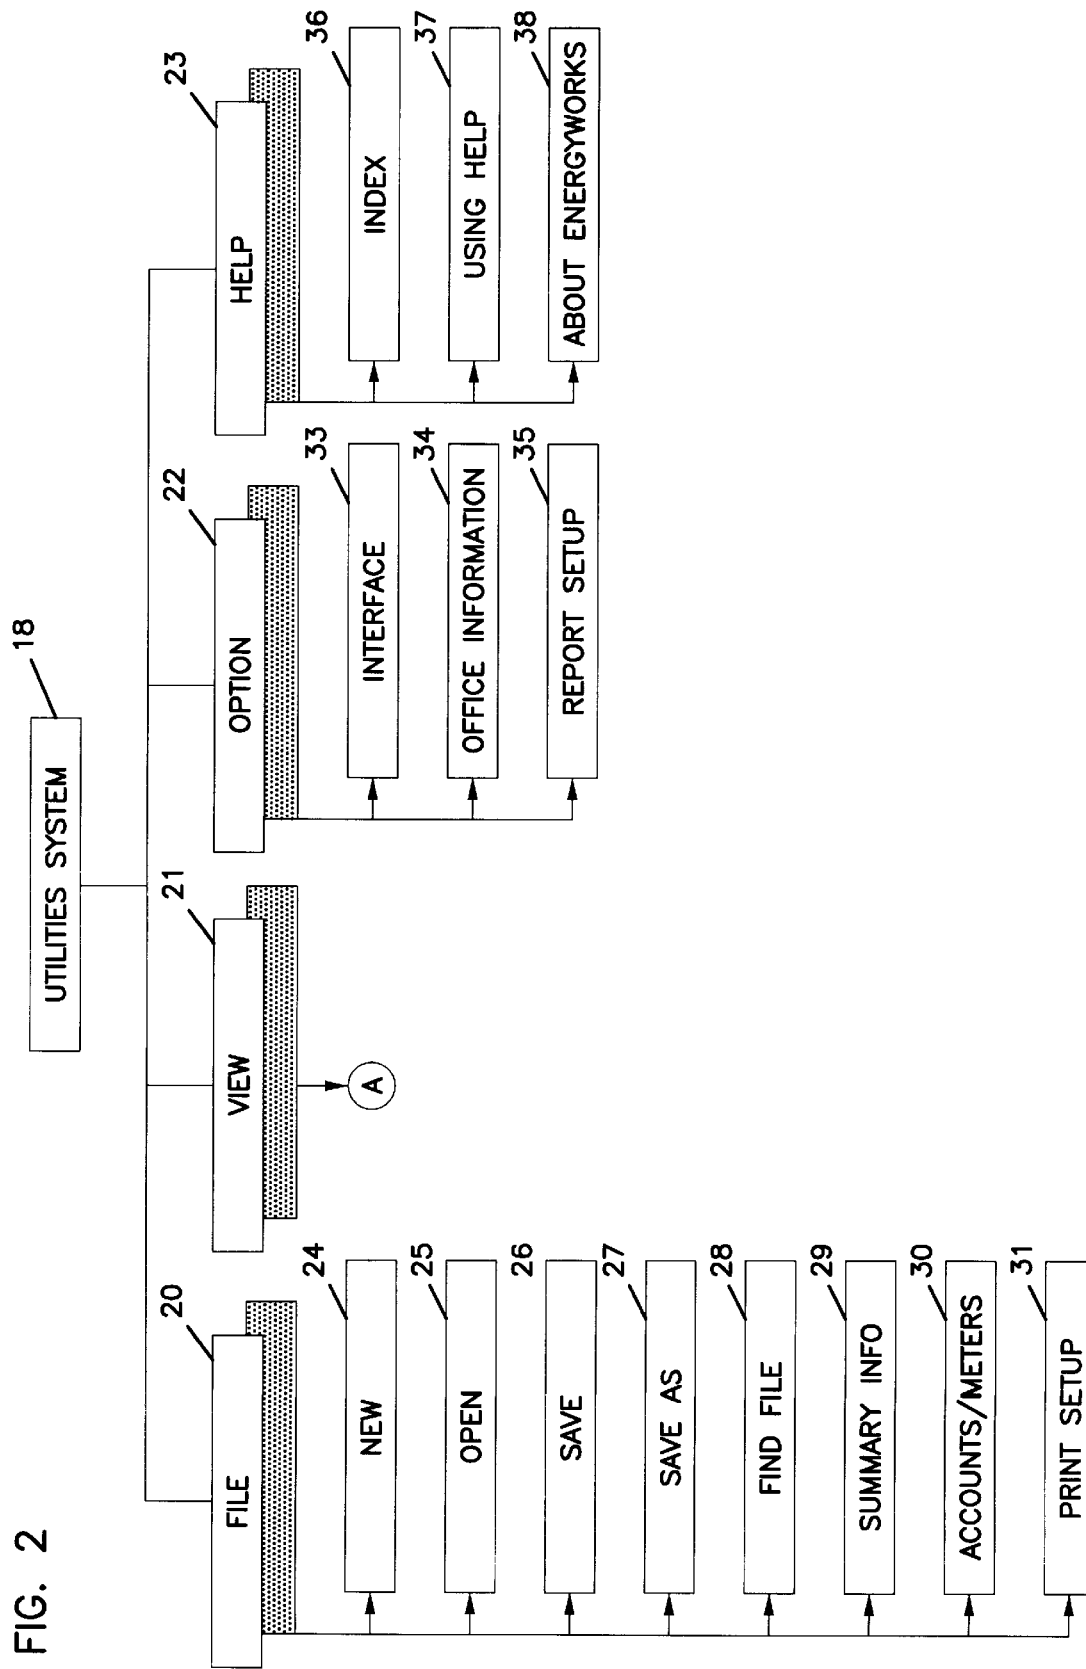 FIG. 2
UTILITIES SYSTEM
18
FILE
20
VIEW
21
OPTION
22
HELP
23
NEW
24
OPEN
25
SAVE
26
SAVE AS
27
FIND FILE
28
SUMMARY INFO
29
ACCOUNTS/METERS
30
PRINT SETUP
31
A
INTERFACE
33
OFFICE INFORMATION
34
REPORT SETUP
35
INDEX
36
USING HELP
37
ABOUT ENERGYWORKS
38